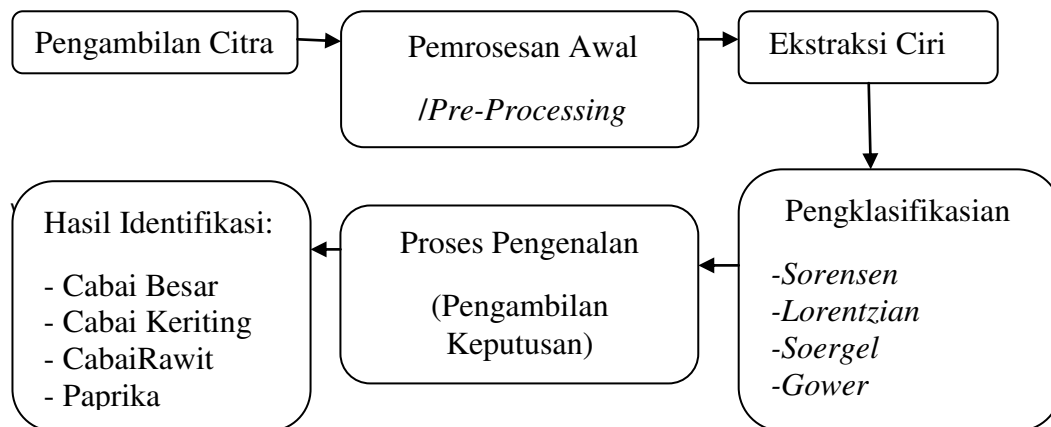 Pengambilan Citra
Pemrosesan Awal
/Pre-Processing
Ekstraksi Ciri
Pengklasifikasian
-Sorensen
-Lorentzian
-Soergel
-Gower
Proses Pengenalan
(Pengambilan
Keputusan)
Hasil Identifikasi:
- Cabai Besar
- Cabai Keriting
- CabaiRawit
- Paprika